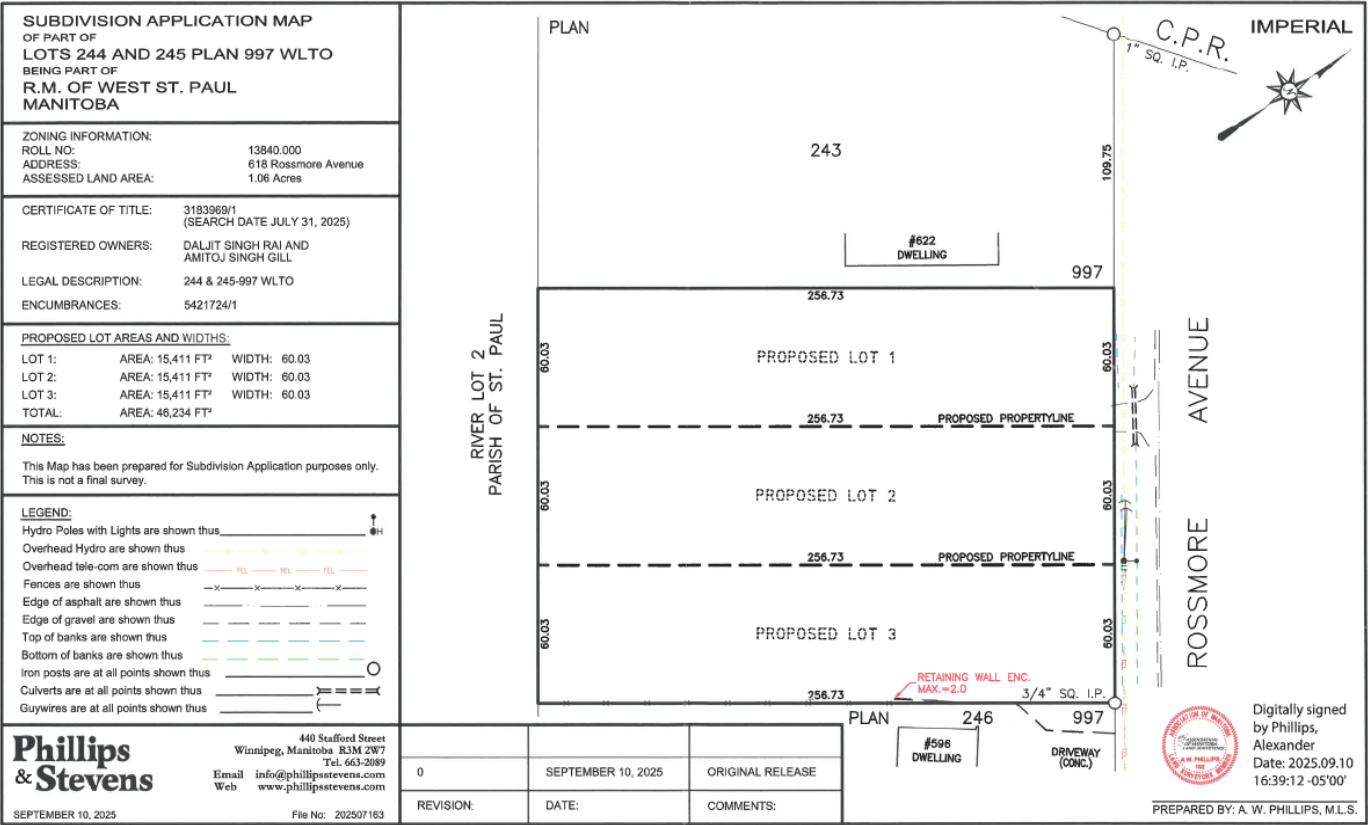 SUBDIVISION APPLICATION MAP
OF PART OF
LOTS 244 AND 245 PLAN 997 WLTO
BEING PART OF
R.M. OF WEST ST. PAUL
MANITOBA
ZONING INFORMATION:
ROLL NO: 13840.000
ADDRESS: 618 Rossmore Avenue
ASSESSED LAND AREA: 1.06 Acres
CERTIFICATE OF TITLE: 3183969/1
(SEARCH DATE JULY 31, 2025)
REGISTERED OWNERS: DALJIT SINGH RAI AND
AMITOJ SINGH GILL
LEGAL DESCRIPTION: 244 & 245-997 WLTO
ENCUMBRANCES: 5421724/1
PROPOSED LOT AREAS AND WIDTHS:
LOT 1: AREA: 15,411 FT² WIDTH: 60.03
LOT 2: AREA: 15,411 FT² WIDTH: 60.03
LOT 3: AREA: 15,411 FT² WIDTH: 60.03
TOTAL: AREA: 46,234 FT²
NOTES:
This Map has been prepared for Subdivision Application purposes only.
This is not a final survey.
LEGEND:
Hydro Poles with Lights are shown thus H
Overhead Hydro are shown thus
Overhead tele-com are shown thus TEL TEL TEL
Fences are shown thus
Edge of asphalt are shown thus
Edge of gravel are shown thus
Top of banks are shown thus
Bottom of banks are shown thus
Iron posts are at all points shown thus
Culverts are at all points shown thus
Guywires are at all points shown thus
Phillips
& Stevens
440 Stafford Street
Winnipeg, Manitoba R3M 2W7
Tel. 663-2089
Email info@phillipsstevens.com
Web www.phillipsstevens.com
SEPTEMBER 10, 2025 File No: 202507163
0 SEPTEMBER 10, 2025 ORIGINAL RELEASE
REVISION: DATE: COMMENTS:
PLAN
C.P.R.
1" SQ. I.P.
IMPERIAL
243
109.75
#622
DWELLING
997
256.73
RIVER LOT 2
PARISH OF ST. PAUL
60.03
PROPOSED LOT 1
60.03
256.73
PROPOSED PROPERTYLINE
60.03
PROPOSED LOT 2
60.03
256.73
PROPOSED PROPERTYLINE
60.03
PROPOSED LOT 3
60.03
ROSSMORE AVENUE
RETAINING WALL ENC.
MAX.=2.0
256.73
3/4" SQ. I.P.
PLAN 246 997
#596
DWELLING
DRIVEWAY
(CONC.)
ASSOCIATION OF MANITOBA
LAND SURVEYORS
A.W. PHILLIPS
Digitally signed
by Phillips,
Alexander
Date: 2025.09.10
16:39:12 -05'00'
PREPARED BY: A. W. PHILLIPS, M.L.S.